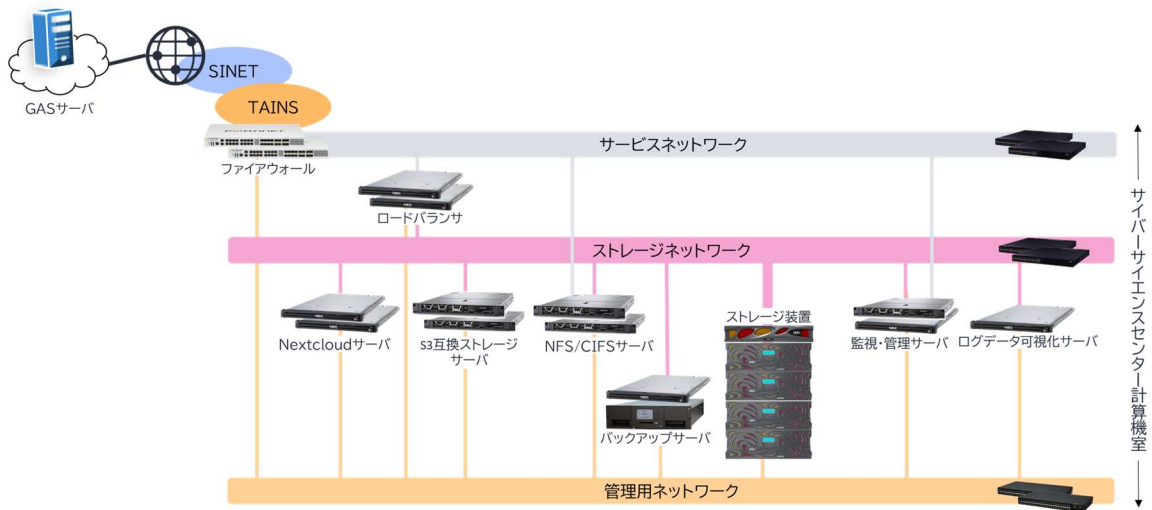 GASサーバ
SINET
TAINS
ファイアウォール
サービスネットワーク
ロードバランサ
ストレージネットワーク
Nextcloudサーバ
S3互換ストレージ
サーバ
NFS/CIFSサーバ
バックアップサーバ
ストレージ装置
監視・管理サーバ
ログデータ可視化サーバ
管理用ネットワーク
サイバーサイエンスセンター計算機室